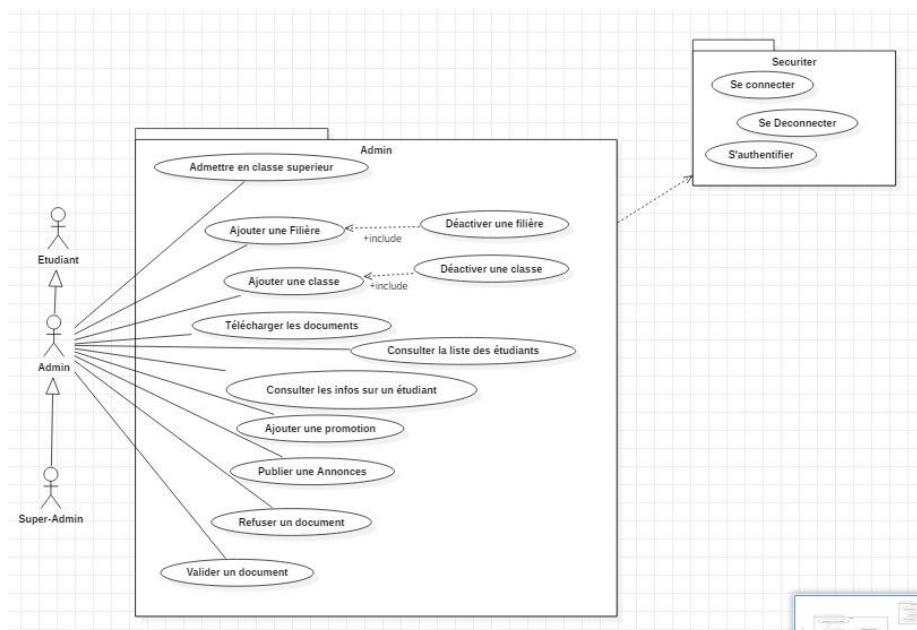 Securiter
Se connecter
Se Deconnecter
S'authentifier
Admin
Admettre en classe superieur
Ajouter une Filière
Déactiver une filière
+include
Ajouter une classe
Déactiver une classe
+include
Télécharger les documents
Consulter la liste des étudiants
Consulter les infos sur un étudiant
Ajouter une promotion
Publier une Annonces
Refuser un document
Valider un document
Etudiant
Admin
Super-Admin